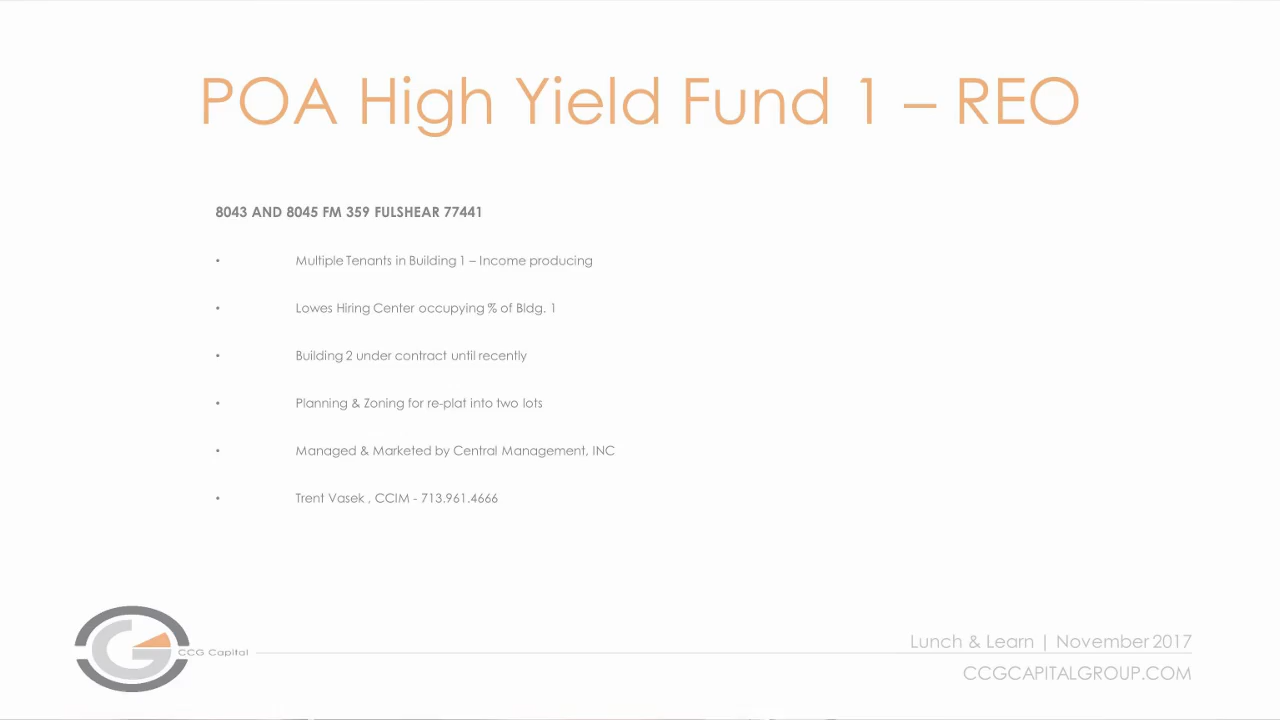 POA High Yield Fund 1 – REO
8043 AND 8045 FM 359 FULSHEAR 77441
• Multiple Tenants in Building 1 – Income producing
• Lowes Hiring Center occupying % of Bldg. 1
• Building 2 under contract until recently
• Planning & Zoning for re-plat into two lots
• Managed & Marketed by Central Management, INC
• Trent Vasek , CCIM - 713.961.4666
CCG Capital
Lunch & Learn | November 2017
CCGCAPITALGROUP.COM